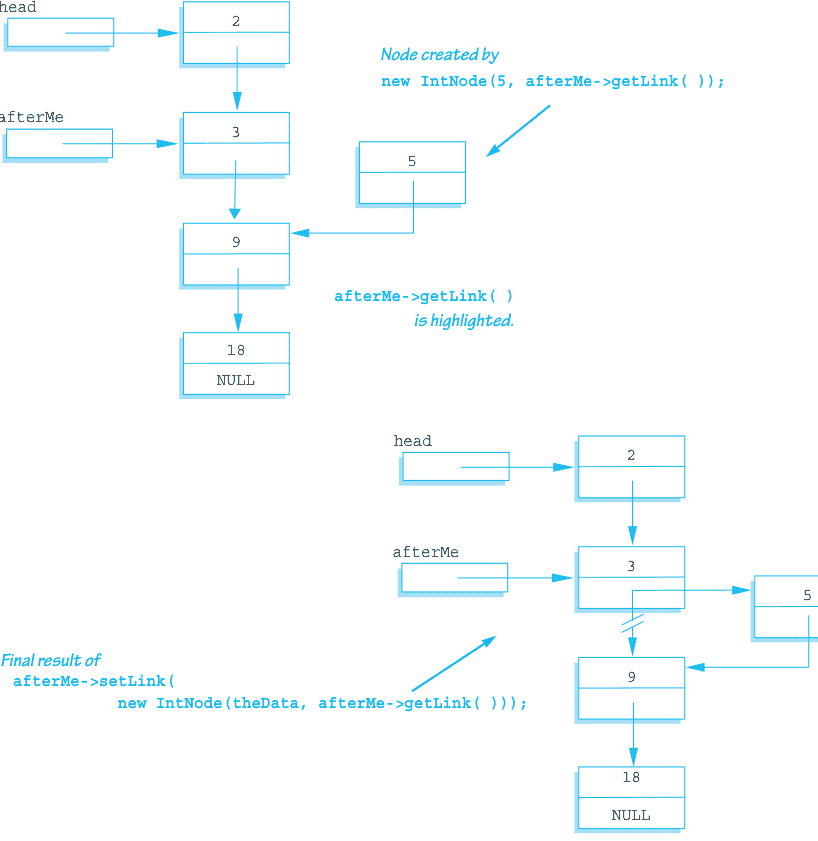 head
2
Node created by
new IntNode(5, afterMe->getLink( ));
afterMe
3
5
9
afterMe->getLink( )
is highlighted.
18
NULL
head
2
afterMe
3
5
Final result of
afterMe->setLink(
new IntNode(theData, afterMe->getLink( )));
9
18
NULL